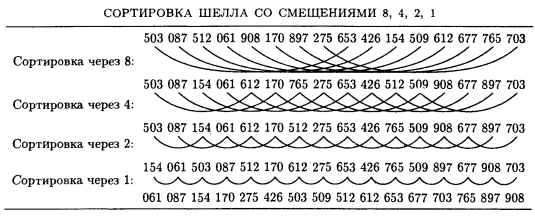 СОРТИРОВКА ШЕЛЛА СО СМЕЩЕНИЯМИ 8, 4, 2, 1
503 087 512 061 908 170 897 275 653 426 154 509 612 677 765 703
Сортировка через 8:
503 087 154 061 612 170 765 275 653 426 512 509 908 677 897 703
Сортировка через 4:
503 087 154 061 612 170 512 275 653 426 765 509 908 677 897 703
Сортировка через 2:
154 061 503 087 512 170 612 275 653 426 765 509 897 677 908 703
Сортировка через 1:
061 087 154 170 275 426 503 509 512 612 653 677 703 765 897 908